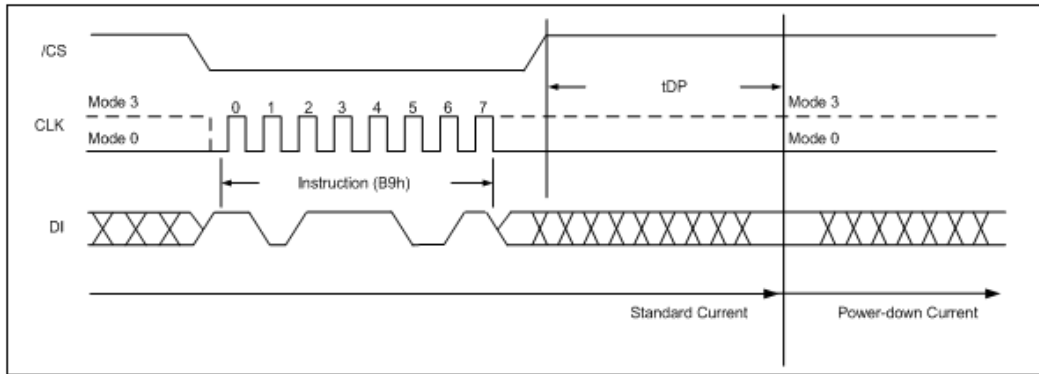 /CS
tDP
Mode 3
0 1 2 3 4 5 6 7
Mode 3
CLK
Mode 0
Mode 0
Instruction (B9h)
DI
Standard Current
Power-down Current